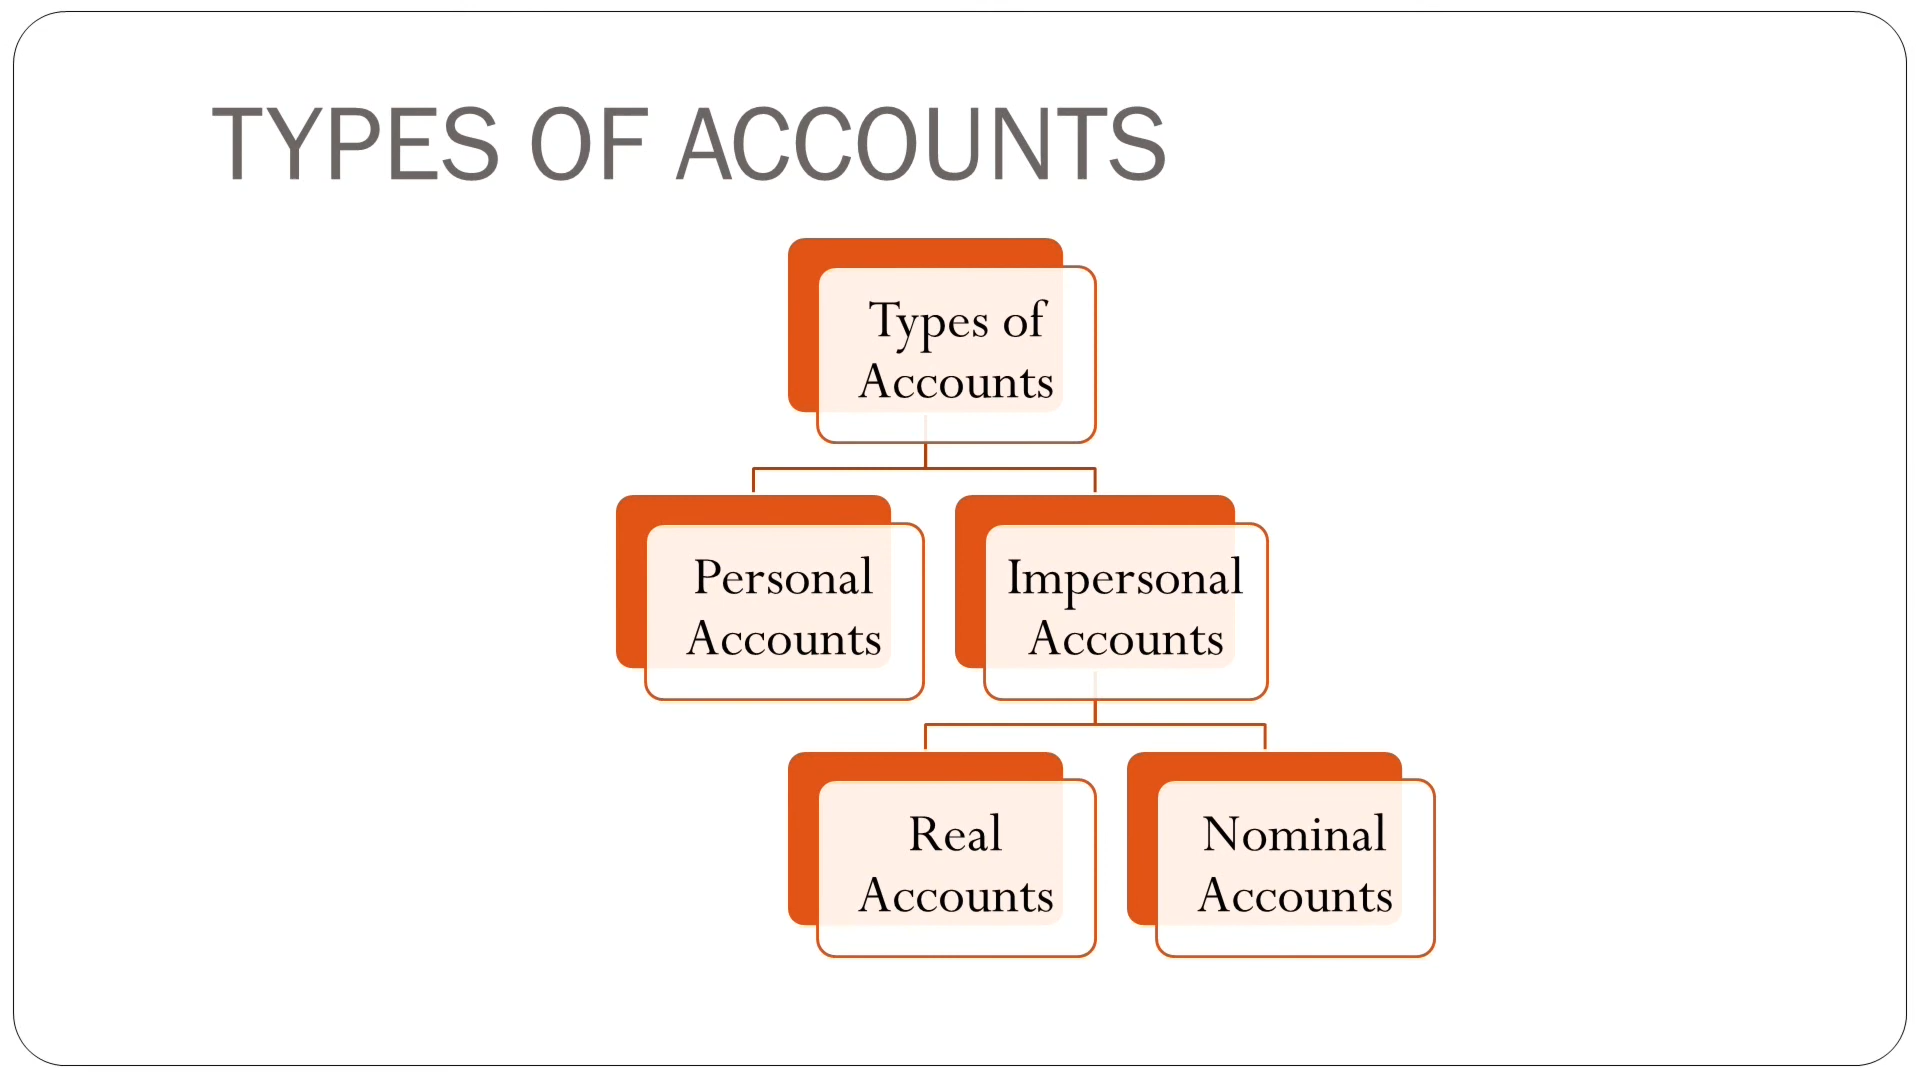 TYPES OF ACCOUNTS
Types of
Accounts
Personal
Accounts
Impersonal
Accounts
Real
Accounts
Nominal
Accounts